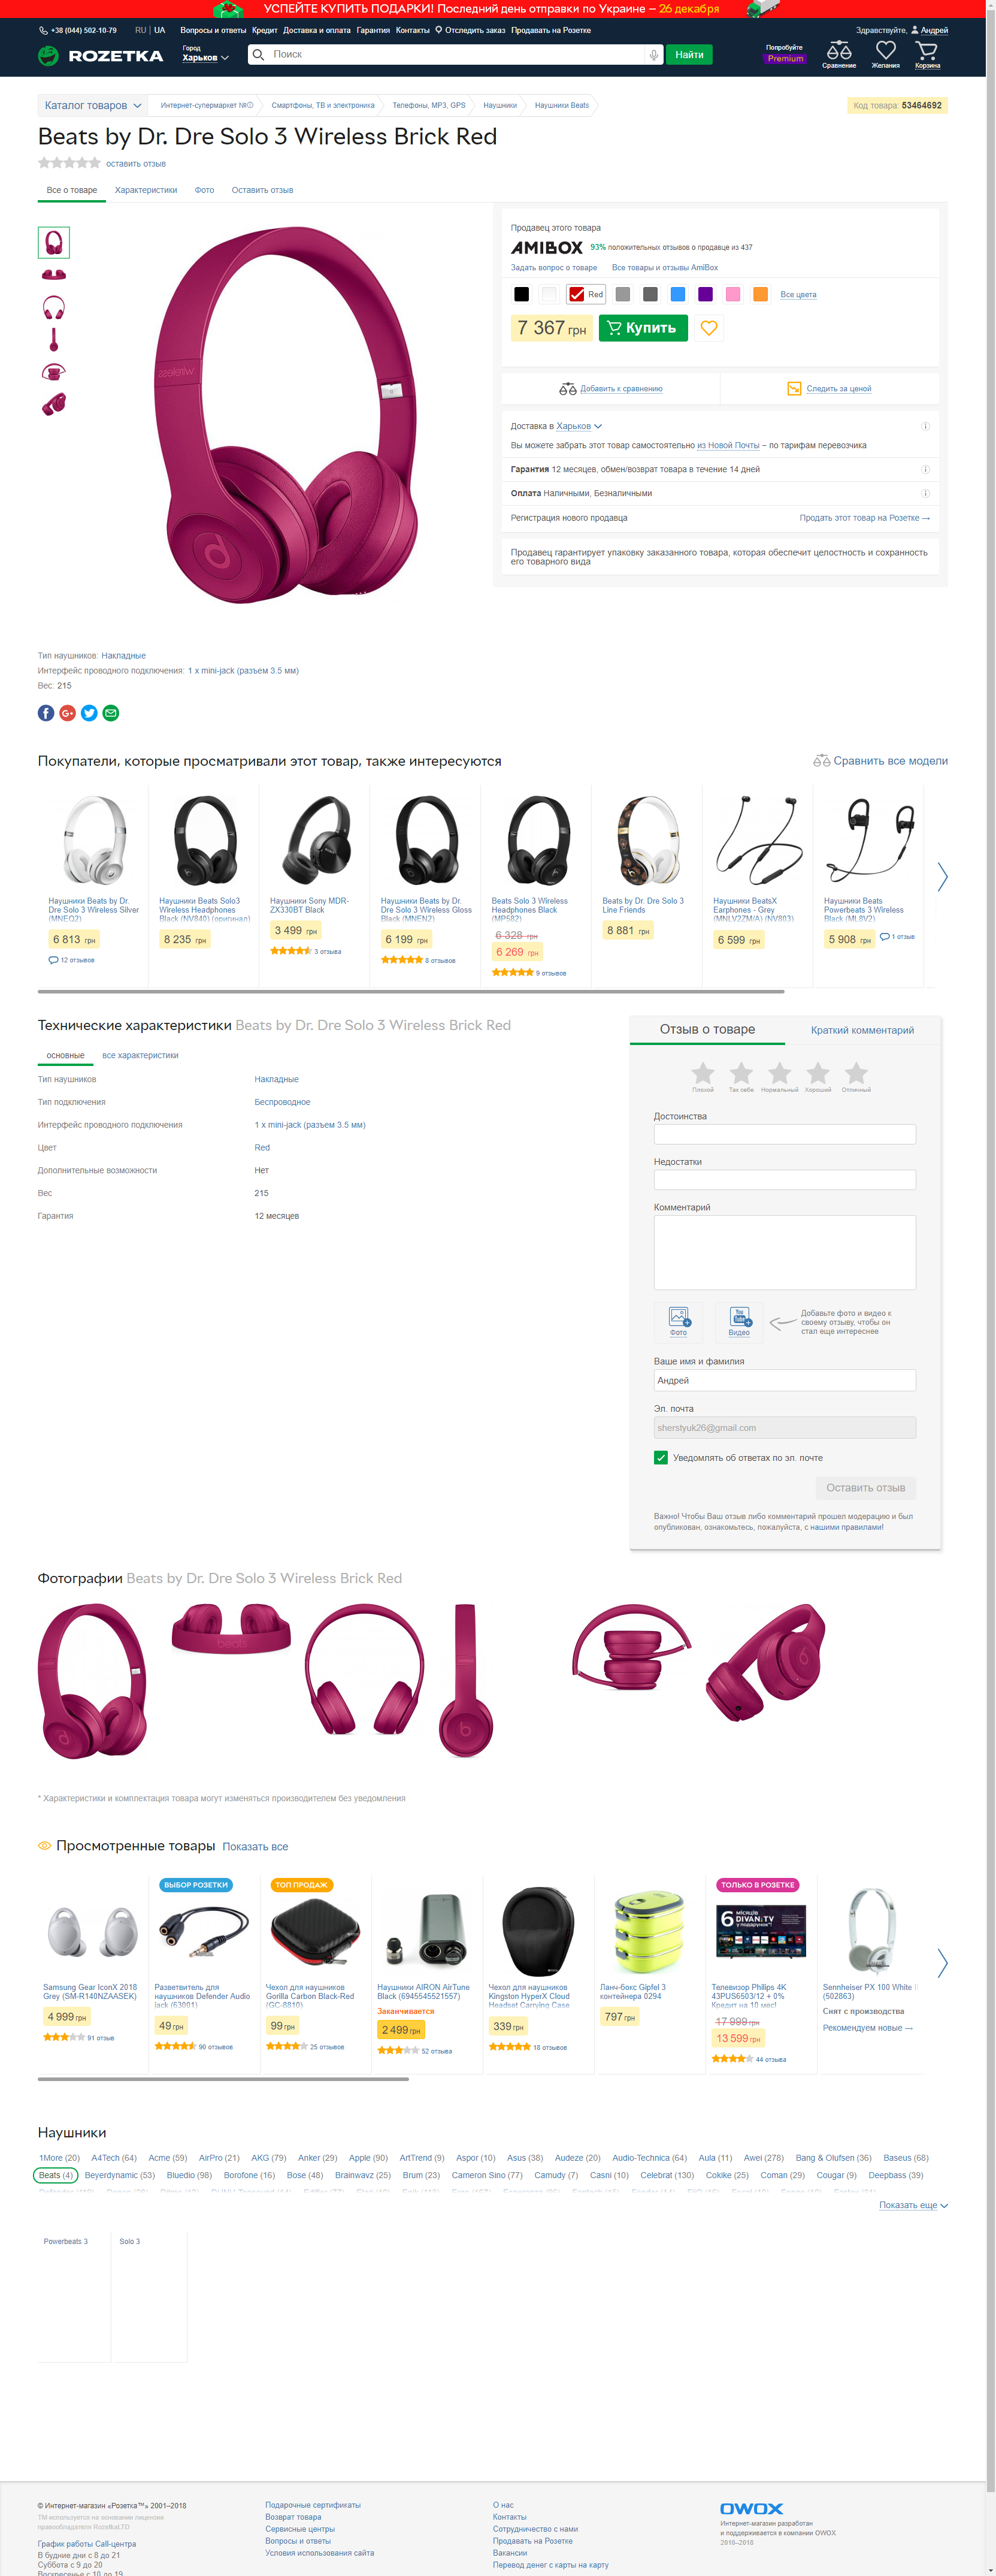 УСПЕЙТЕ КУПИТЬ ПОДАРКИ! Последний день отправки по Украине – 26 декабря
+38 (044) 502-10-79 RU | UA Вопросы и ответы Кредит Доставка и оплата Гарантия Контакты Отследить заказ Продавать на Розетке Здравствуйте, Андрей
ROZETKA Город Харьков Поиск Найти Попробуйте Premium Сравнение Желания Корзина
Каталог товаров Интернет-супермаркет №① Смартфоны, ТВ и электроника Телефоны, MP3, GPS Наушники Наушники Beats Код товара: 53464692
Beats by Dr. Dre Solo 3 Wireless Brick Red
оставить отзыв
Все о товаре Характеристики Фото Оставить отзыв
Продавец этого товара
AMIBOX 93% положительных отзывов о продавце из 437
Задать вопрос о товаре Все товары и отзывы AmiBox
Red Все цвета
7 367 грн Купить
Добавить к сравнению Следить за ценой
Доставка в Харьков
Вы можете забрать этот товар самостоятельно из Новой Почты – по тарифам перевозчика
Гарантия 12 месяцев, обмен/возврат товара в течение 14 дней
Оплата Наличными, Безналичными
Регистрация нового продавца Продать этот товар на Розетке →
Продавец гарантирует упаковку заказанного товара, которая обеспечит целостность и сохранность
его товарного вида
wireless
Тип наушников: Накладные
Интерфейс проводного подключения: 1 x mini-jack (разъем 3.5 мм)
Вес: 215
Покупатели, которые просматривали этот товар, также интересуются Сравнить все модели
Наушники Beats by Dr.
Dre Solo 3 Wireless Silver
(MNEQ2)
6 813 грн
12 отзывов
Наушники Beats Solo3
Wireless Headphones
Black (NV840) (оригинал)
8 235 грн
Наушники Sony MDR-
ZX330BT Black
3 499 грн
3 отзыва
Наушники Beats by Dr.
Dre Solo 3 Wireless Gloss
Black (MNEN2)
6 199 грн
8 отзывов
Beats Solo 3 Wireless
Headphones Black
(MP582)
6 328 грн
6 269 грн
9 отзывов
Beats by Dr. Dre Solo 3
Line Friends
8 881 грн
Наушники BeatsX
Earphones - Grey
(MNLV2ZM/A) (NV803)
6 599 грн
Наушники Beats
Powerbeats 3 Wireless
Black (ML8V2)
5 908 грн 1 отзыв
Технические характеристики Beats by Dr. Dre Solo 3 Wireless Brick Red
основные все характеристики
Тип наушников Накладные
Тип подключения Беспроводное
Интерфейс проводного подключения 1 x mini-jack (разъем 3.5 мм)
Цвет Red
Дополнительные возможности Нет
Вес 215
Гарантия 12 месяцев
Отзыв о товаре Краткий комментарий
Плохой Так себе Нормальный Хороший Отличный
Достоинства
Недостатки
Комментарий
Фото Видео
Добавьте фото и видео к
своему отзыву, чтобы он
стал еще интереснее
Ваше имя и фамилия
Андрей
Эл. почта
sherstyuk26@gmail.com
Уведомлять об ответах по эл. почте
Оставить отзыв
Важно! Чтобы Ваш отзыв либо комментарий прошел модерацию и был
опубликован, ознакомьтесь, пожалуйста, с нашими правилами!
Фотографии Beats by Dr. Dre Solo 3 Wireless Brick Red
beats
* Характеристики и комплектация товара могут изменяться производителем без уведомления
Просмотренные товары Показать все
Samsung Gear IconX 2018
Grey (SM-R140NZAASEK)
4 999 грн
91 отзыв
ВЫБОР РОЗЕТКИ
Разветвитель для
наушников Defender Audio
jack (63001)
49 грн
90 отзывов
ТОП ПРОДАЖ
Чехол для наушников
Gorilla Carbon Black-Red
(GC-8810)
99 грн
25 отзывов
Наушники AIRON AirTune
Black (6945545521557)
Заканчивается
2 499 грн
52 отзыва
Чехол для наушников
Kingston HyperX Cloud
Headset Carrying Case
339 грн
18 отзывов
Ланч-бокс Gipfel 3
контейнера 0294
797 грн
ТОЛЬКО В РОЗЕТКЕ
6 місяців DIVAN.TV у подарунок
Телевизор Philips 4K
43PUS6503/12 + 0%
Кредит на 10 мес!
17 999 грн
13 599 грн
44 отзыва
Sennheiser PX 100 White
(502863)
Снят с производства
Рекомендуем новые →
Наушники
1More (20) A4Tech (64) Acme (59) AirPro (21) AKG (79) Anker (29) Apple (90) ArtTrend (9) Aspor (10) Asus (38) Audeze (20) Audio-Technica (64) Aula (11) Awei (278) Bang & Olufsen (36) Baseus (68)
Beats (4) Beyerdynamic (53) Bluedio (98) Borofone (16) Bose (48) Brainwavz (25) Brum (23) Cameron Sino (77) Camudy (7) Casni (10) Celebrat (130) Cokike (25) Coman (29) Cougar (9) Deepbass (39)
Показать еще
Powerbeats 3 Solo 3
© Интернет-магазин «Розетка™» 2001–2018
ТМ используется на основании лицензии
правообладателя RozetkaLTD
График работы Call-центра
В будние дни с 8 до 21
Суббота с 9 до 20
Воскресенье с 10 до 19
Подарочные сертификаты
Возврат товара
Сервисные центры
Вопросы и ответы
Условия использования сайта
О нас
Контакты
Сотрудничество с нами
Продавать на Розетке
Вакансии
Перевод денег с карты на карту
OWOX
Интернет-магазин разработан
и поддерживается в компании OWOX
2010–2018